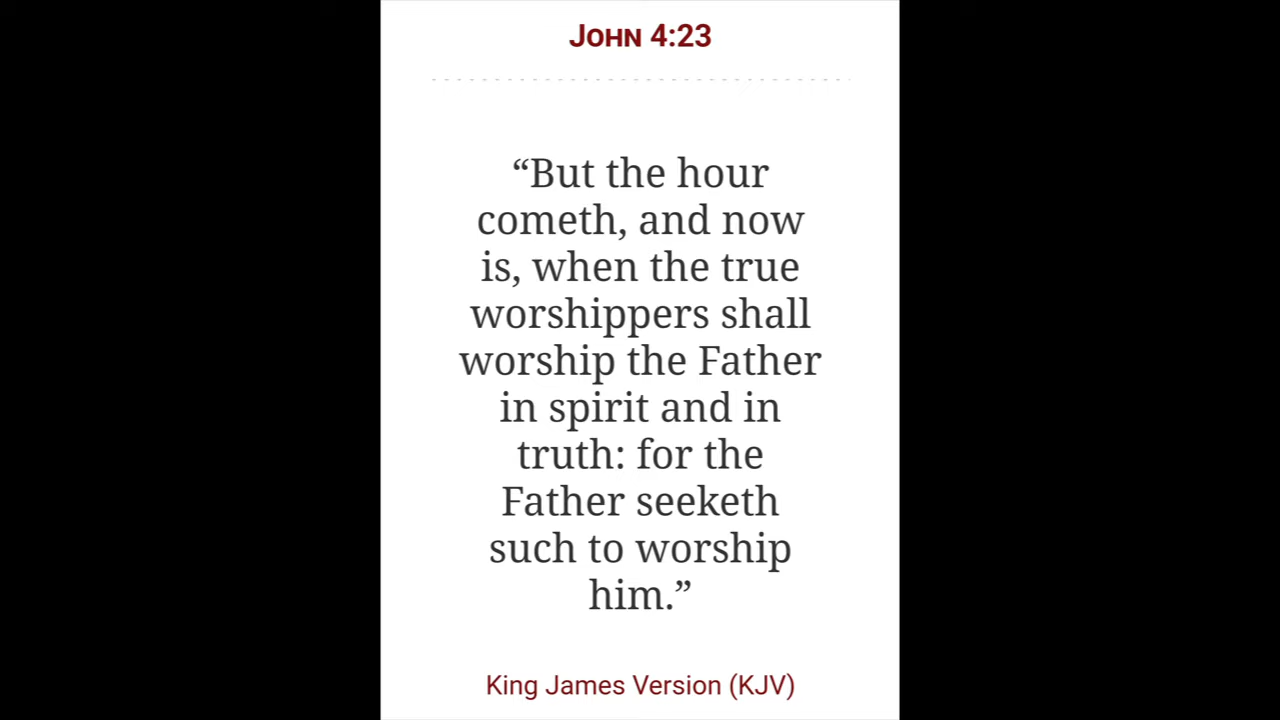 John 4:23
“But the hour
cometh, and now
is, when the true
worshippers shall
worship the Father
in spirit and in
truth: for the
Father seeketh
such to worship
him.”
King James Version (KJV)